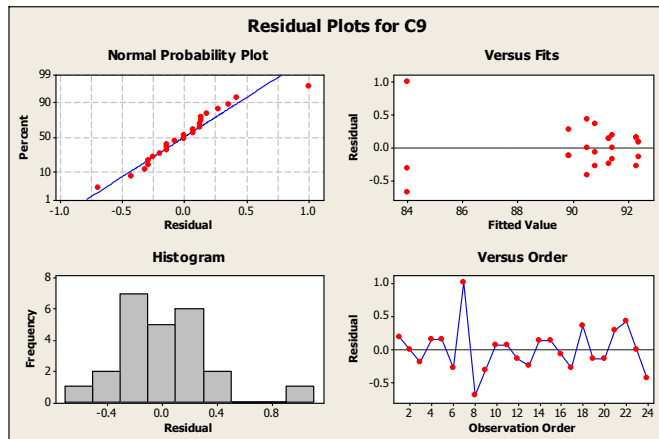 Residual Plots for C9
Normal Probability Plot
99
90
50
10
1
Percent
-1.0 -0.5 0.0 0.5 1.0
Residual
Versus Fits
1.0
0.5
0.0
-0.5
Residual
84 86 88 90 92
Fitted Value
Histogram
8
6
4
2
0
Frequency
-0.4 0.0 0.4 0.8
Residual
Versus Order
1.0
0.5
0.0
-0.5
Residual
2 4 6 8 10 12 14 16 18 20 22 24
Observation Order